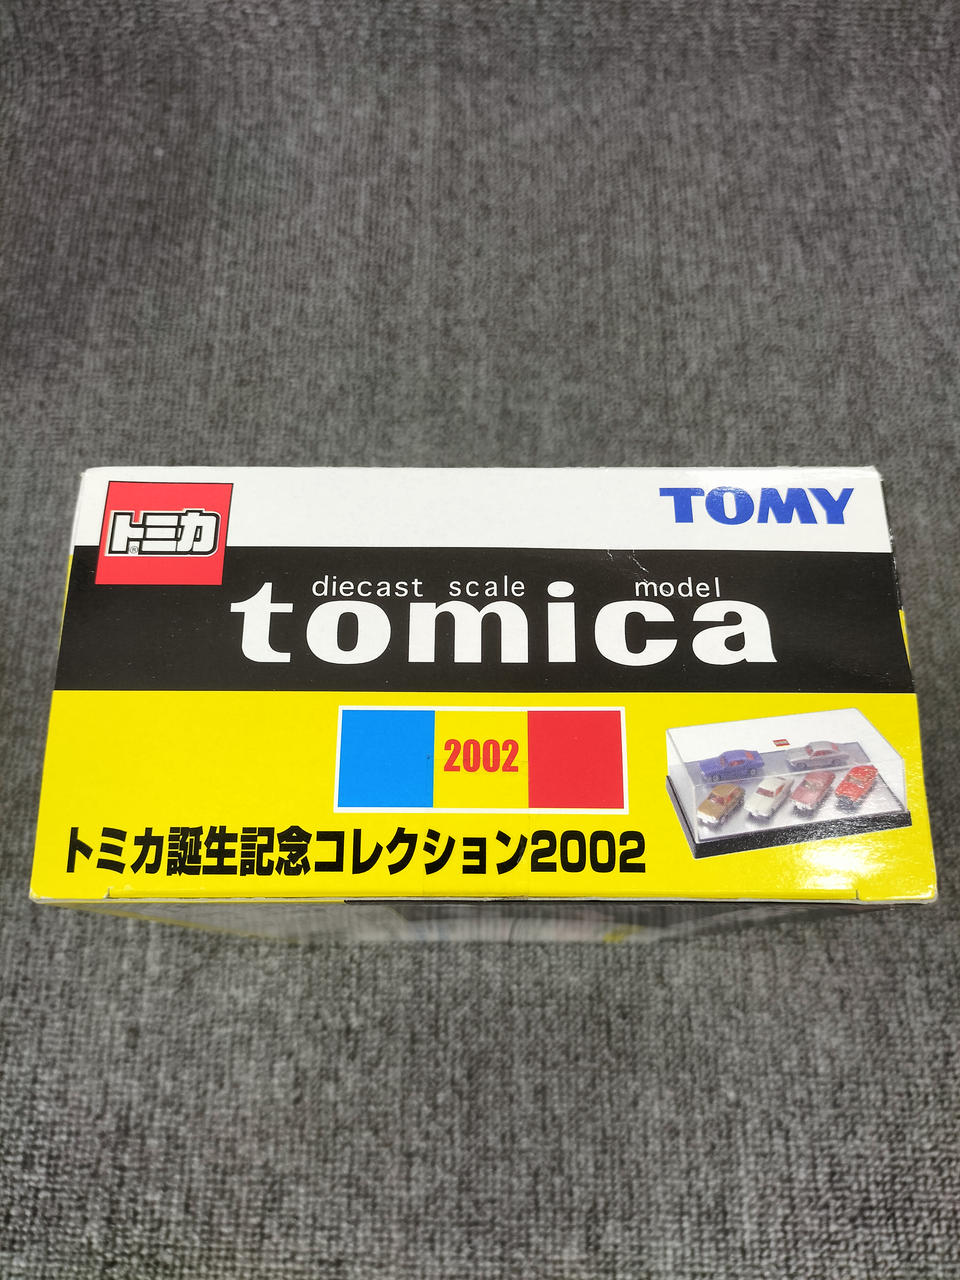 トミカ®
TOMY
diecast scale model
tomica
2002
トミカ誕生記念コレクション2002